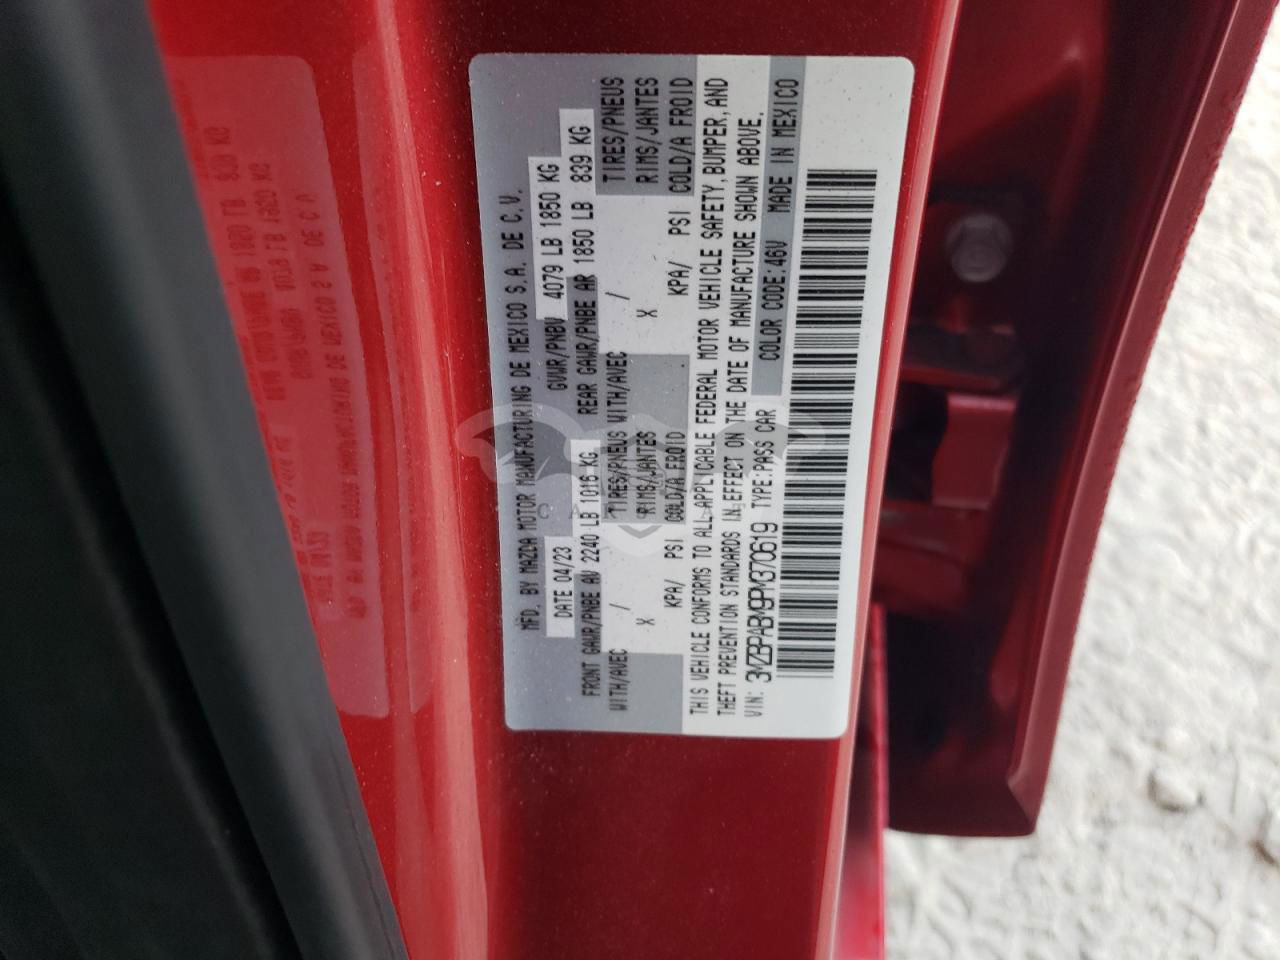 MFD. BY MAZDA MOTOR MANUFACTURING DE MEXICO S.A. DE C.V.
DATE 04/23 GVWR/PNBV 4079 LB 1850 KG
FRONT GAWR/PNBE AV 2240 LB 1016 KG REAR GAWR/PNBE AR 1850 LB 839 KG
WITH/AVEC / TIRES/PNEUS WITH/AVEC / TIRES/PNEUS
X RIMS/JANTES X RIMS/JANTES
KPA/ PSI COLD/A FROID KPA/ PSI COLD/A FROID
THIS VEHICLE CONFORMS TO ALL APPLICABLE FEDERAL MOTOR VEHICLE SAFETY, BUMPER, AND
THEFT PREVENTION STANDARDS IN EFFECT ON THE DATE OF MANUFACTURE SHOWN ABOVE.
VIN: 3MZBPABM9PM370619 TYPE:PASS CAR COLOR CODE:46V MADE IN MEXICO